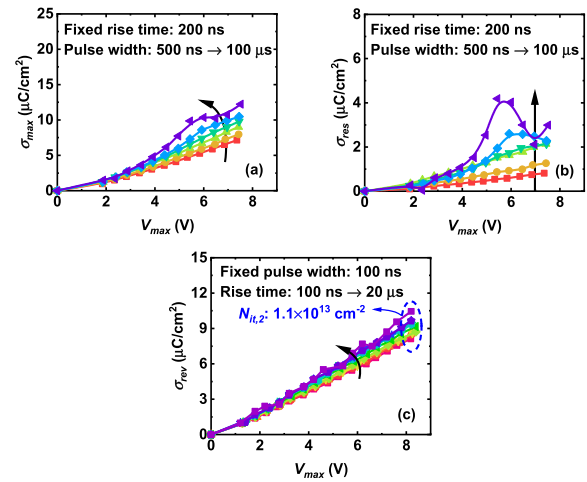 Fixed rise time: 200 ns
Pulse width: 500 ns → 100 μs
σmax (μC/cm²)
25
20
15
10
5
0
(a)
0 2 4 6 8
Vmax (V)
Fixed rise time: 200 ns
Pulse width: 500 ns → 100 μs
σres (μC/cm²)
8
6
4
2
0
(b)
0 2 4 6 8
Vmax (V)
Fixed pulse width: 100 ns
Rise time: 100 ns → 20 μs
Nit,2: 1.1×10¹³ cm⁻²
σrev (μC/cm²)
15
12
9
6
3
0
(c)
0 2 4 6 8
Vmax (V)